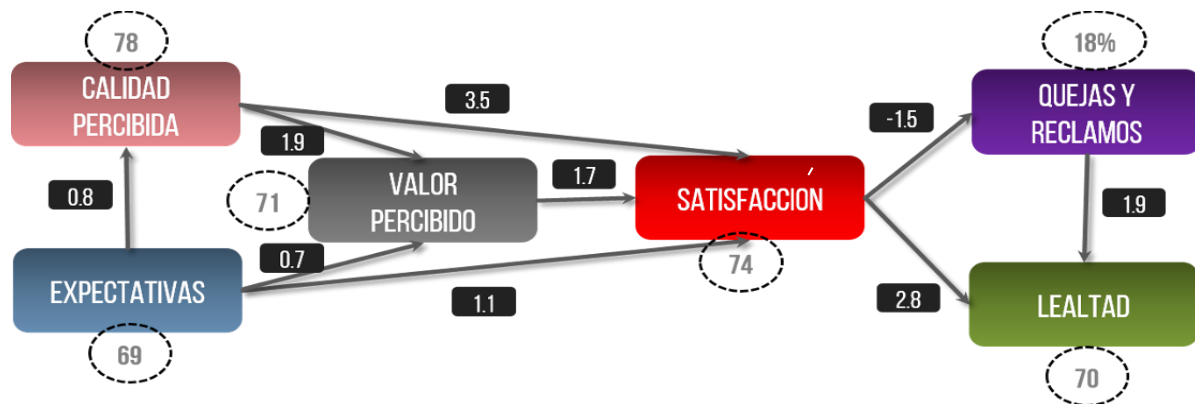 78
CALIDAD
PERCIBIDA
0.8
EXPECTATIVAS
69
1.9
3.5
71
VALOR
PERCIBIDO
0.7
1.1
1.7
SATISFACCIÓN
74
-1.5
2.8
18%
QUEJAS Y
RECLAMOS
1.9
LEALTAD
70